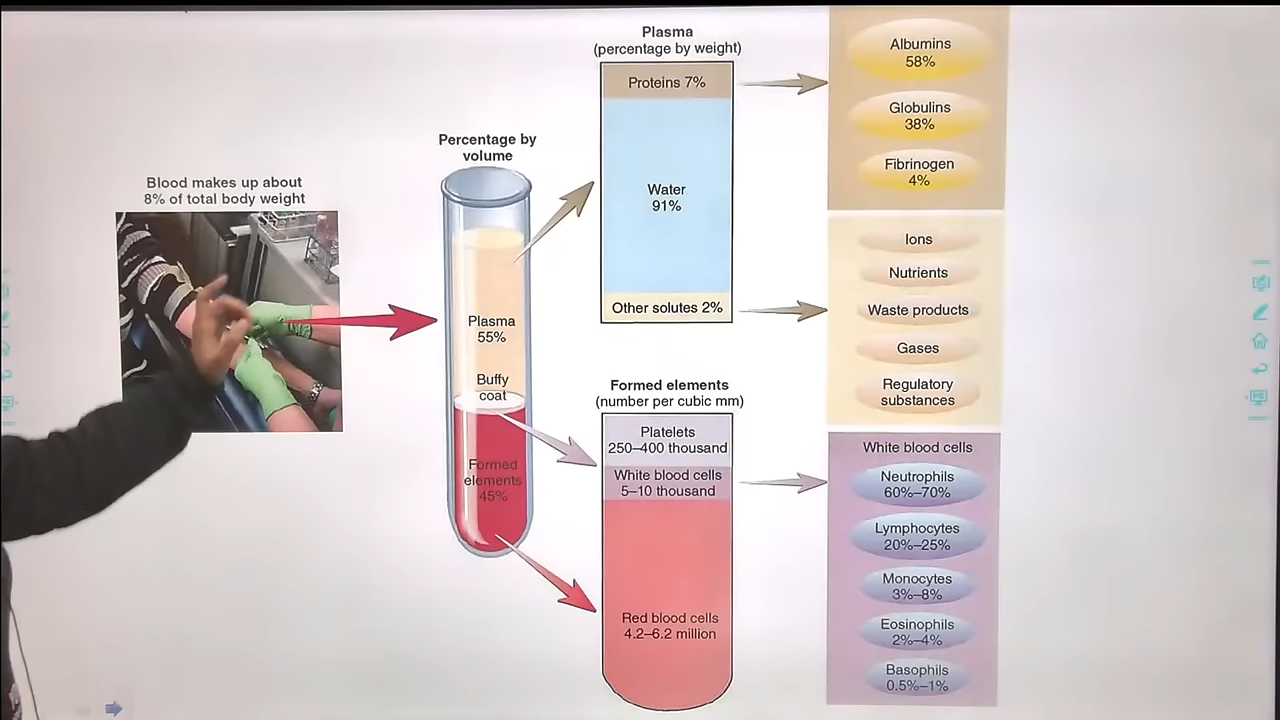 Blood makes up about
8% of total body weight
Percentage by
volume
Plasma
55%
Buffy
coat
Formed
elements
45%
Plasma
(percentage by weight)
Proteins 7%
Water
91%
Other solutes 2%
Formed elements
(number per cubic mm)
Platelets
250–400 thousand
White blood cells
5–10 thousand
Red blood cells
4.2–6.2 million
Albumins
58%
Globulins
38%
Fibrinogen
4%
Ions
Nutrients
Waste products
Gases
Regulatory
substances
White blood cells
Neutrophils
60%–70%
Lymphocytes
20%–25%
Monocytes
3%–8%
Eosinophils
2%–4%
Basophils
0.5%–1%